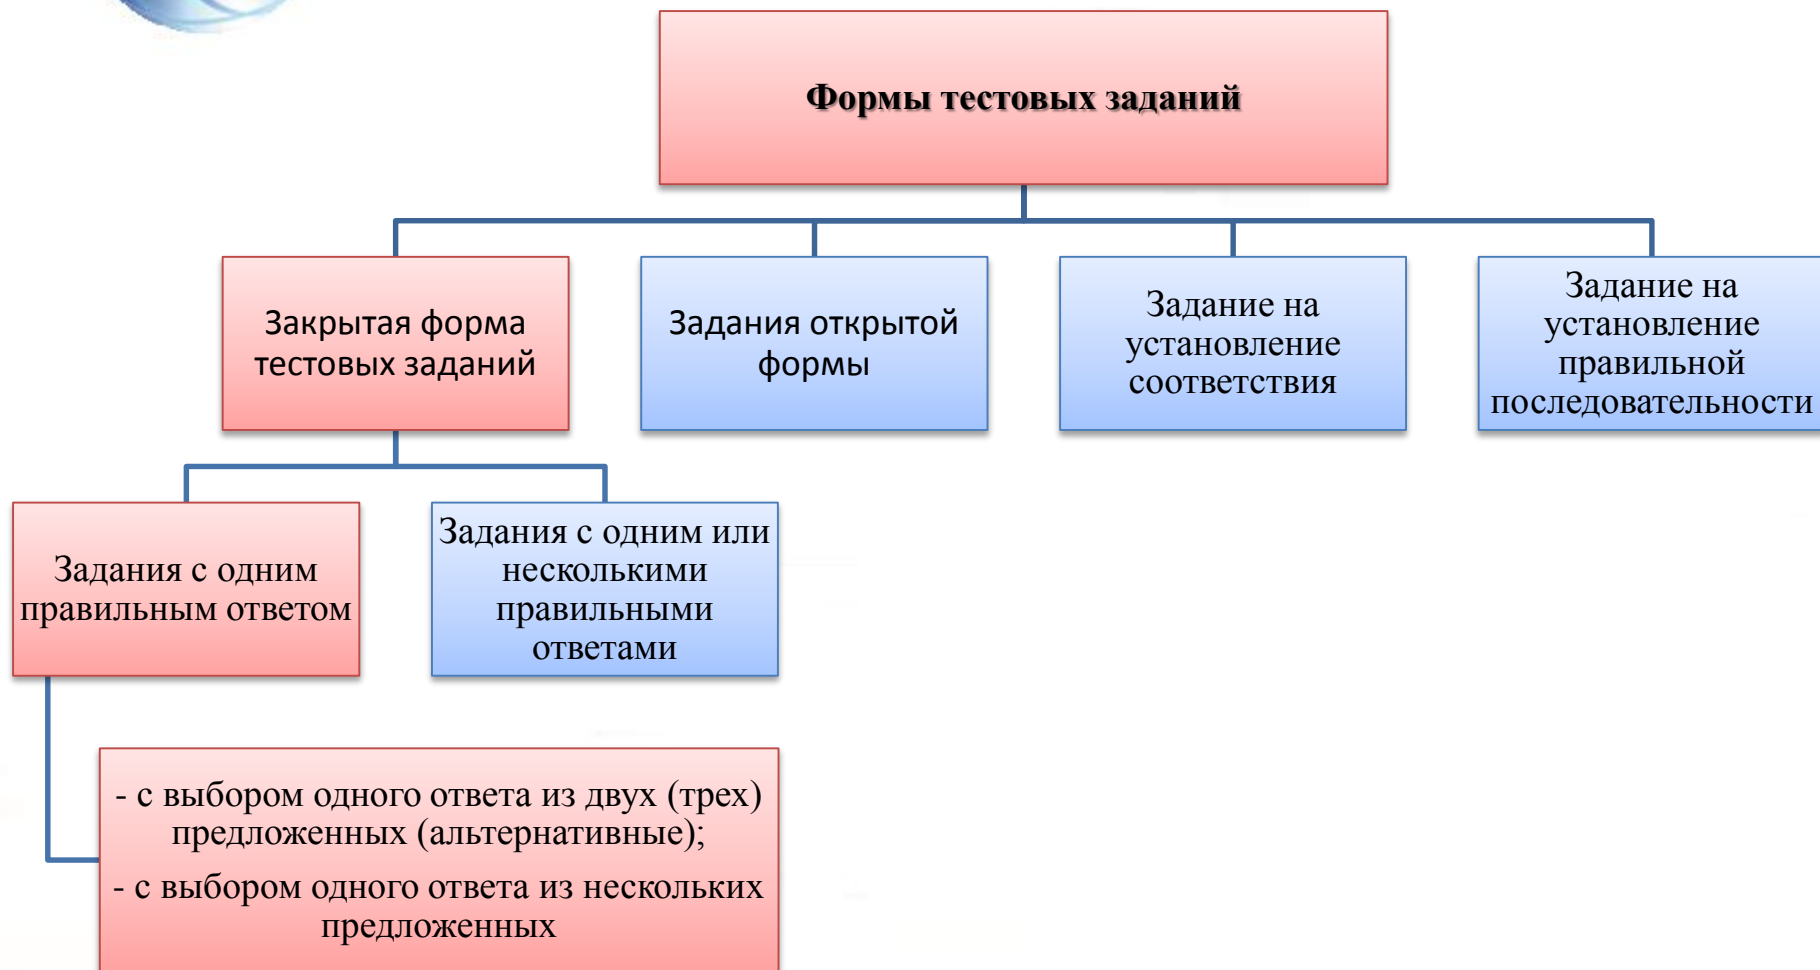 Формы тестовых заданий
Закрытая форма
тестовых заданий
Задания открытой
формы
Задание на
установление
соответствия
Задание на
установление
правильной
последовательности
Задания с одним
правильным ответом
Задания с одним или
несколькими
правильными
ответами
- с выбором одного ответа из двух (трех)
предложенных (альтернативные);
- с выбором одного ответа из нескольких
предложенных